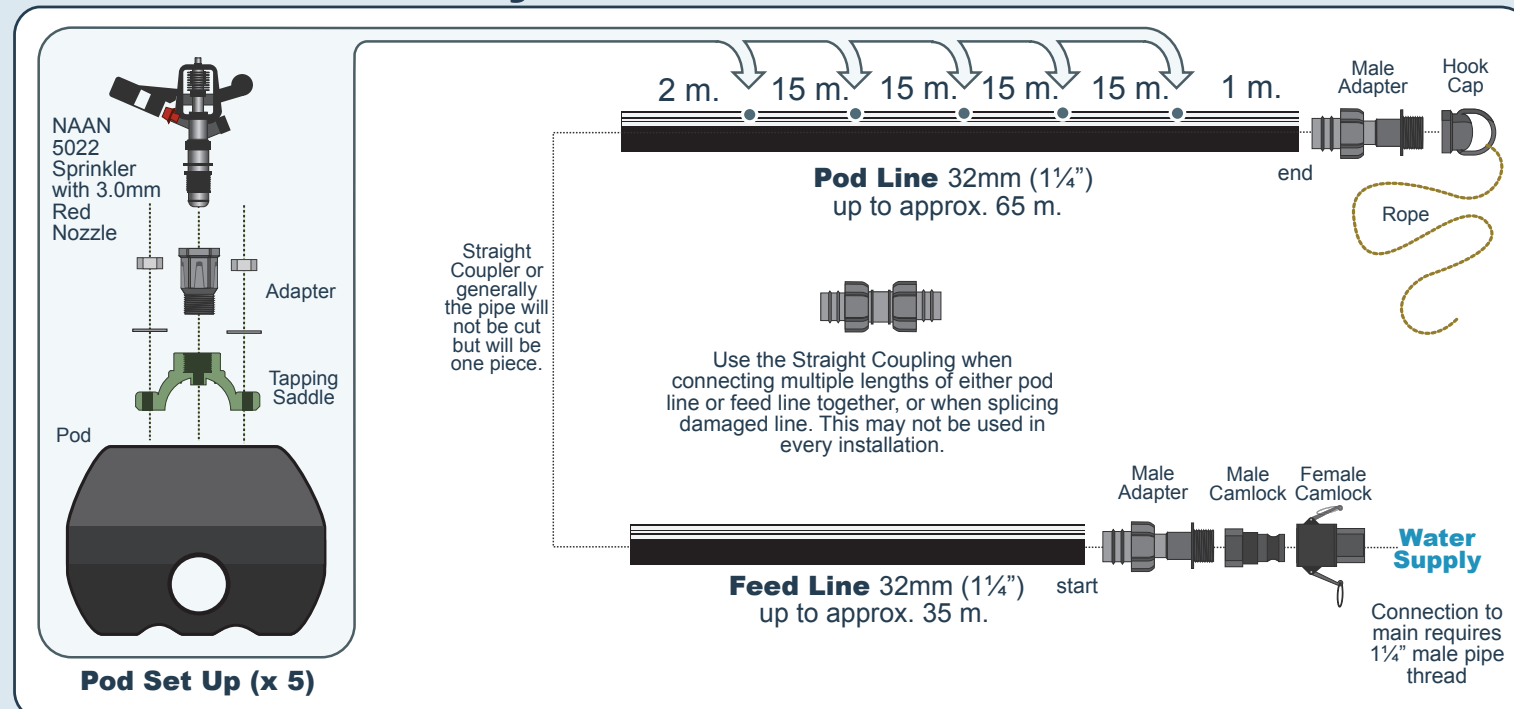 NAAN
5022
Sprinkler
with 3.0mm
Red
Nozzle
Adapter
Tapping
Saddle
Pod
Pod Set Up (x 5)
2 m. 15 m. 15 m. 15 m. 15 m. 1 m.
Male
Adapter
Hook
Cap
Pod Line 32mm (1¼”)
up to approx. 65 m.
end
Rope
Straight
Coupler or
generally
the pipe will
not be cut
but will be
one piece.
Use the Straight Coupling when
connecting multiple lengths of either pod
line or feed line together, or when splicing
damaged line. This may not be used in
every installation.
Male
Adapter
Male
Camlock
Female
Camlock
Water
Supply
Feed Line 32mm (1¼”)
up to approx. 35 m.
start
Connection to
main requires
1¼” male pipe
thread